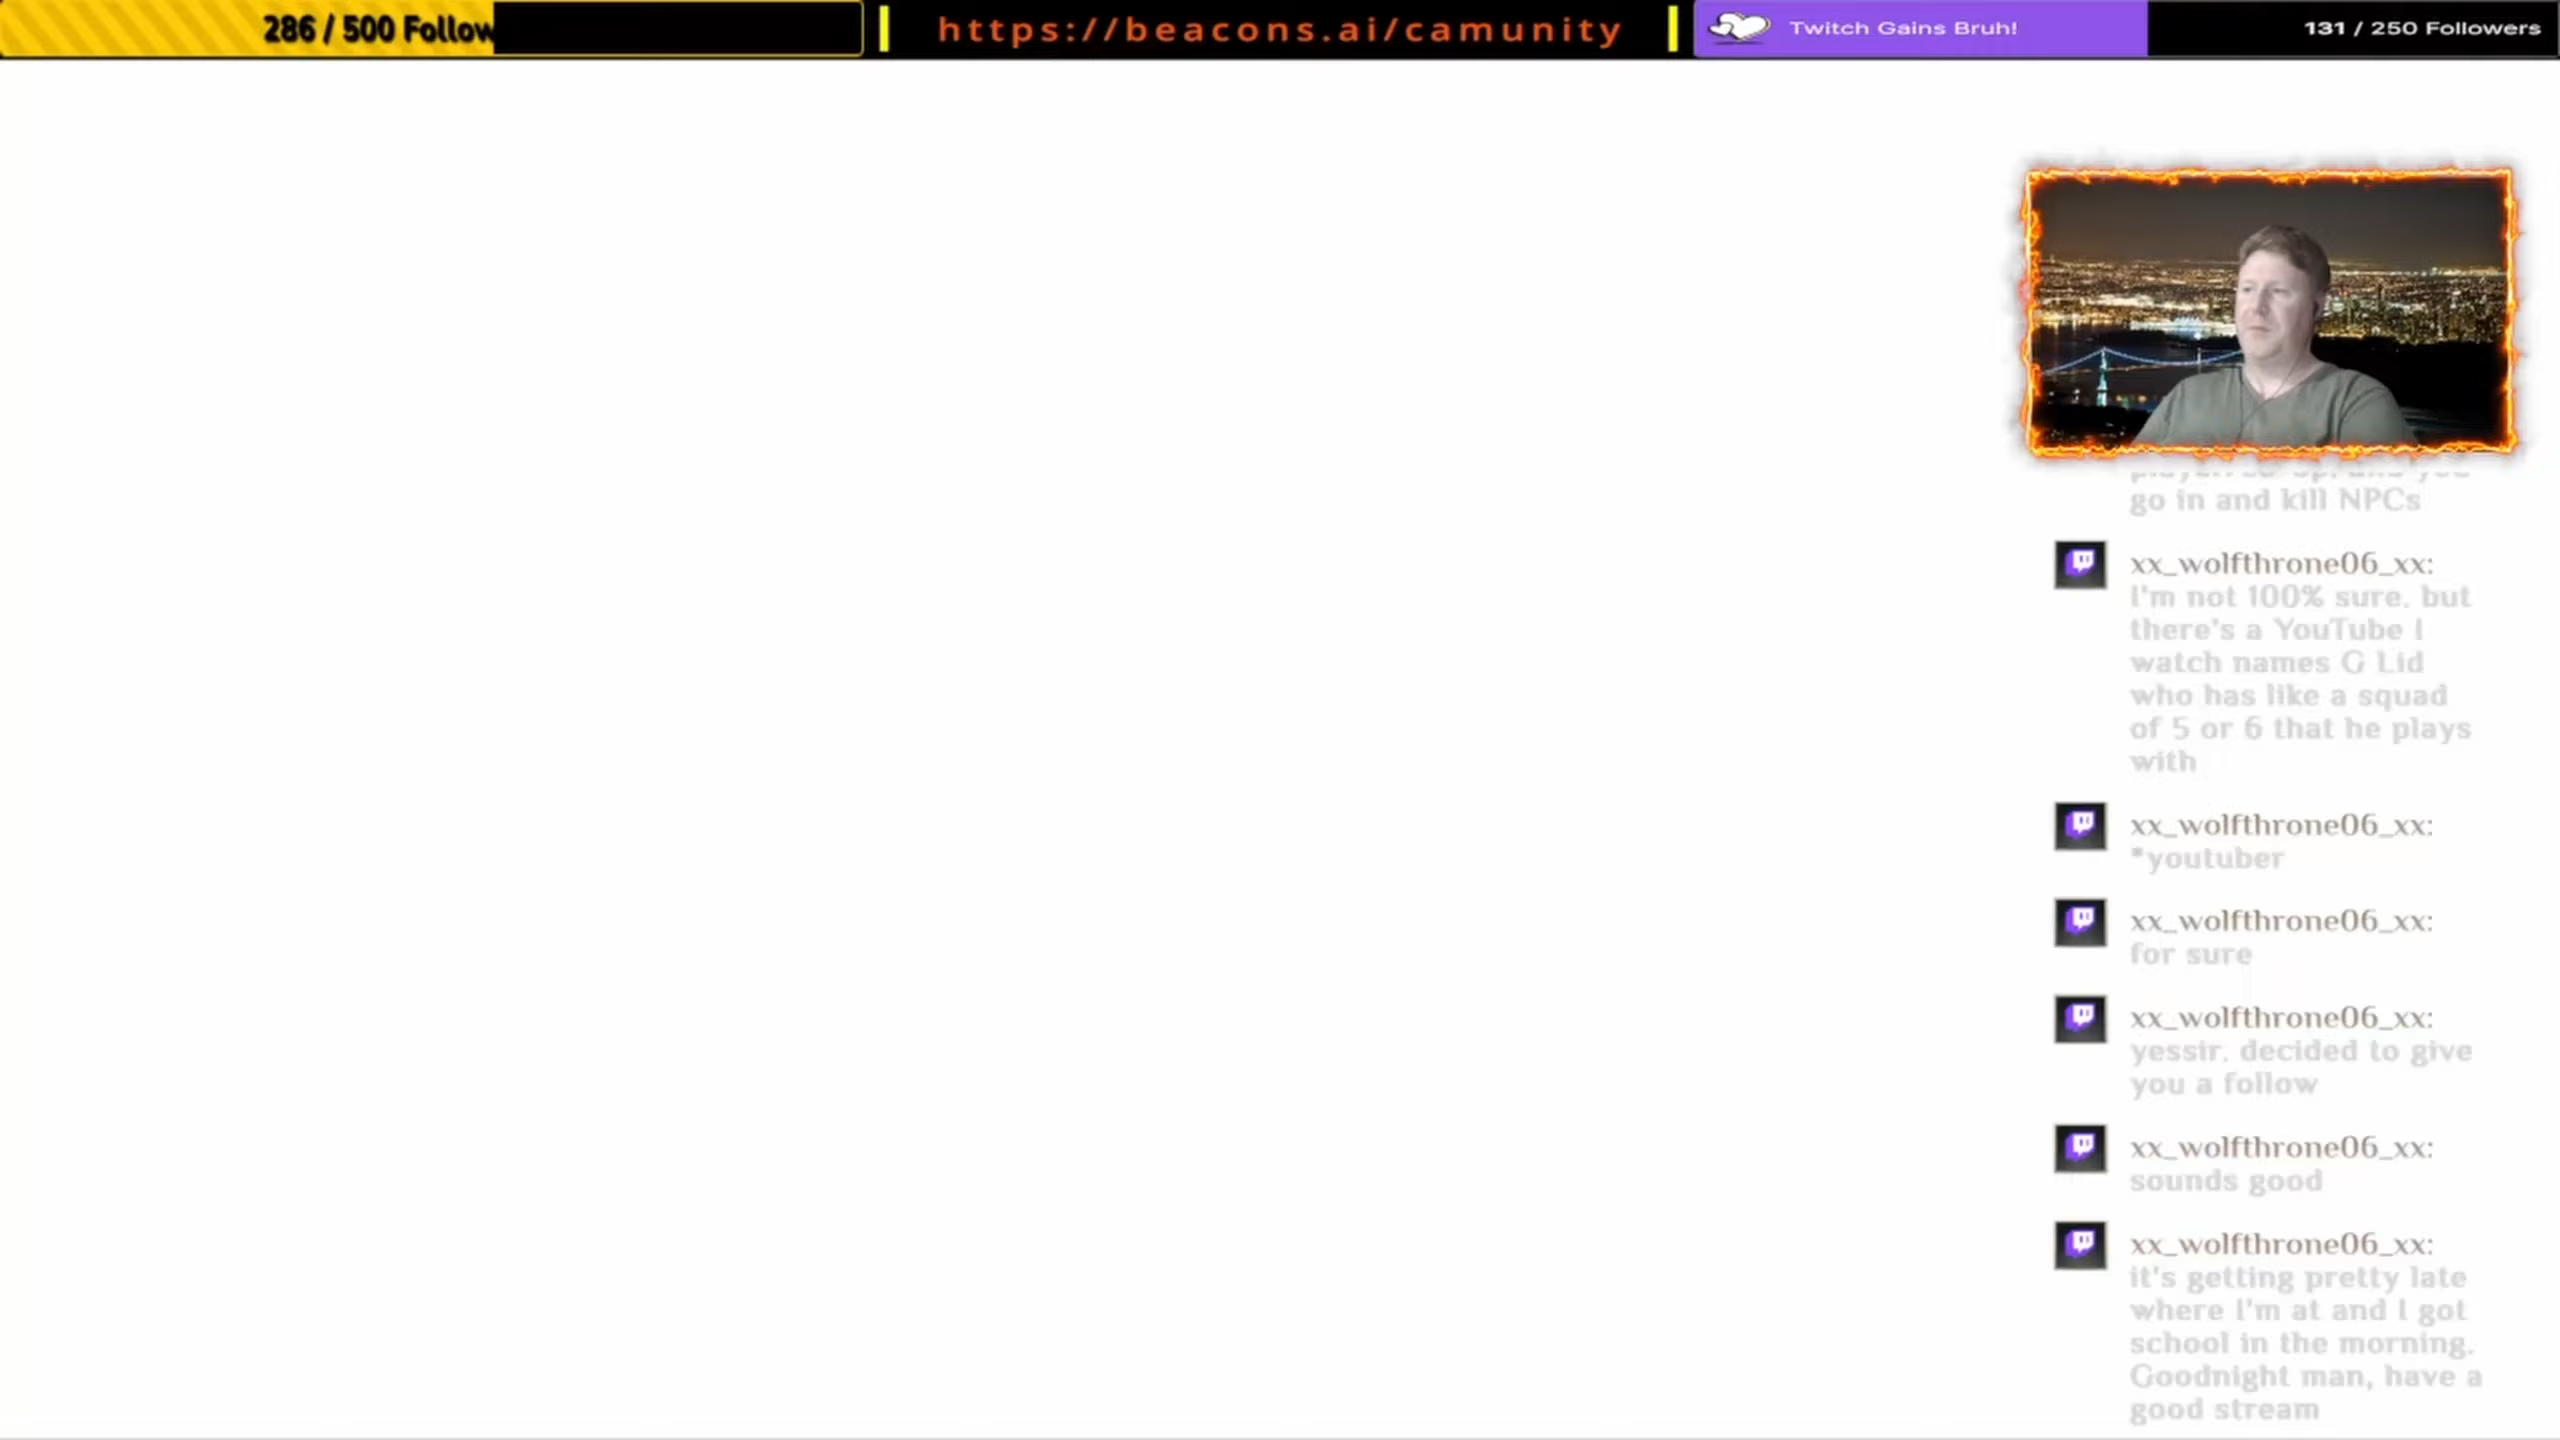 286 / 500 Follow
https://beacons.ai/camunity
Twitch Gains Bruh!
131 / 250 Followers
go in and kill NPCs
xx_wolfthrone06_xx:
I'm not 100% sure. but
there's a YouTube I
watch names G Lid
who has like a squad
of 5 or 6 that he plays
with
xx_wolfthrone06_xx:
*youtuber
xx_wolfthrone06_xx:
for sure
xx_wolfthrone06_xx:
yessir. decided to give
you a follow
xx_wolfthrone06_xx:
sounds good
xx_wolfthrone06_xx:
it's getting pretty late
where I'm at and I got
school in the morning.
Goodnight man, have a
good stream